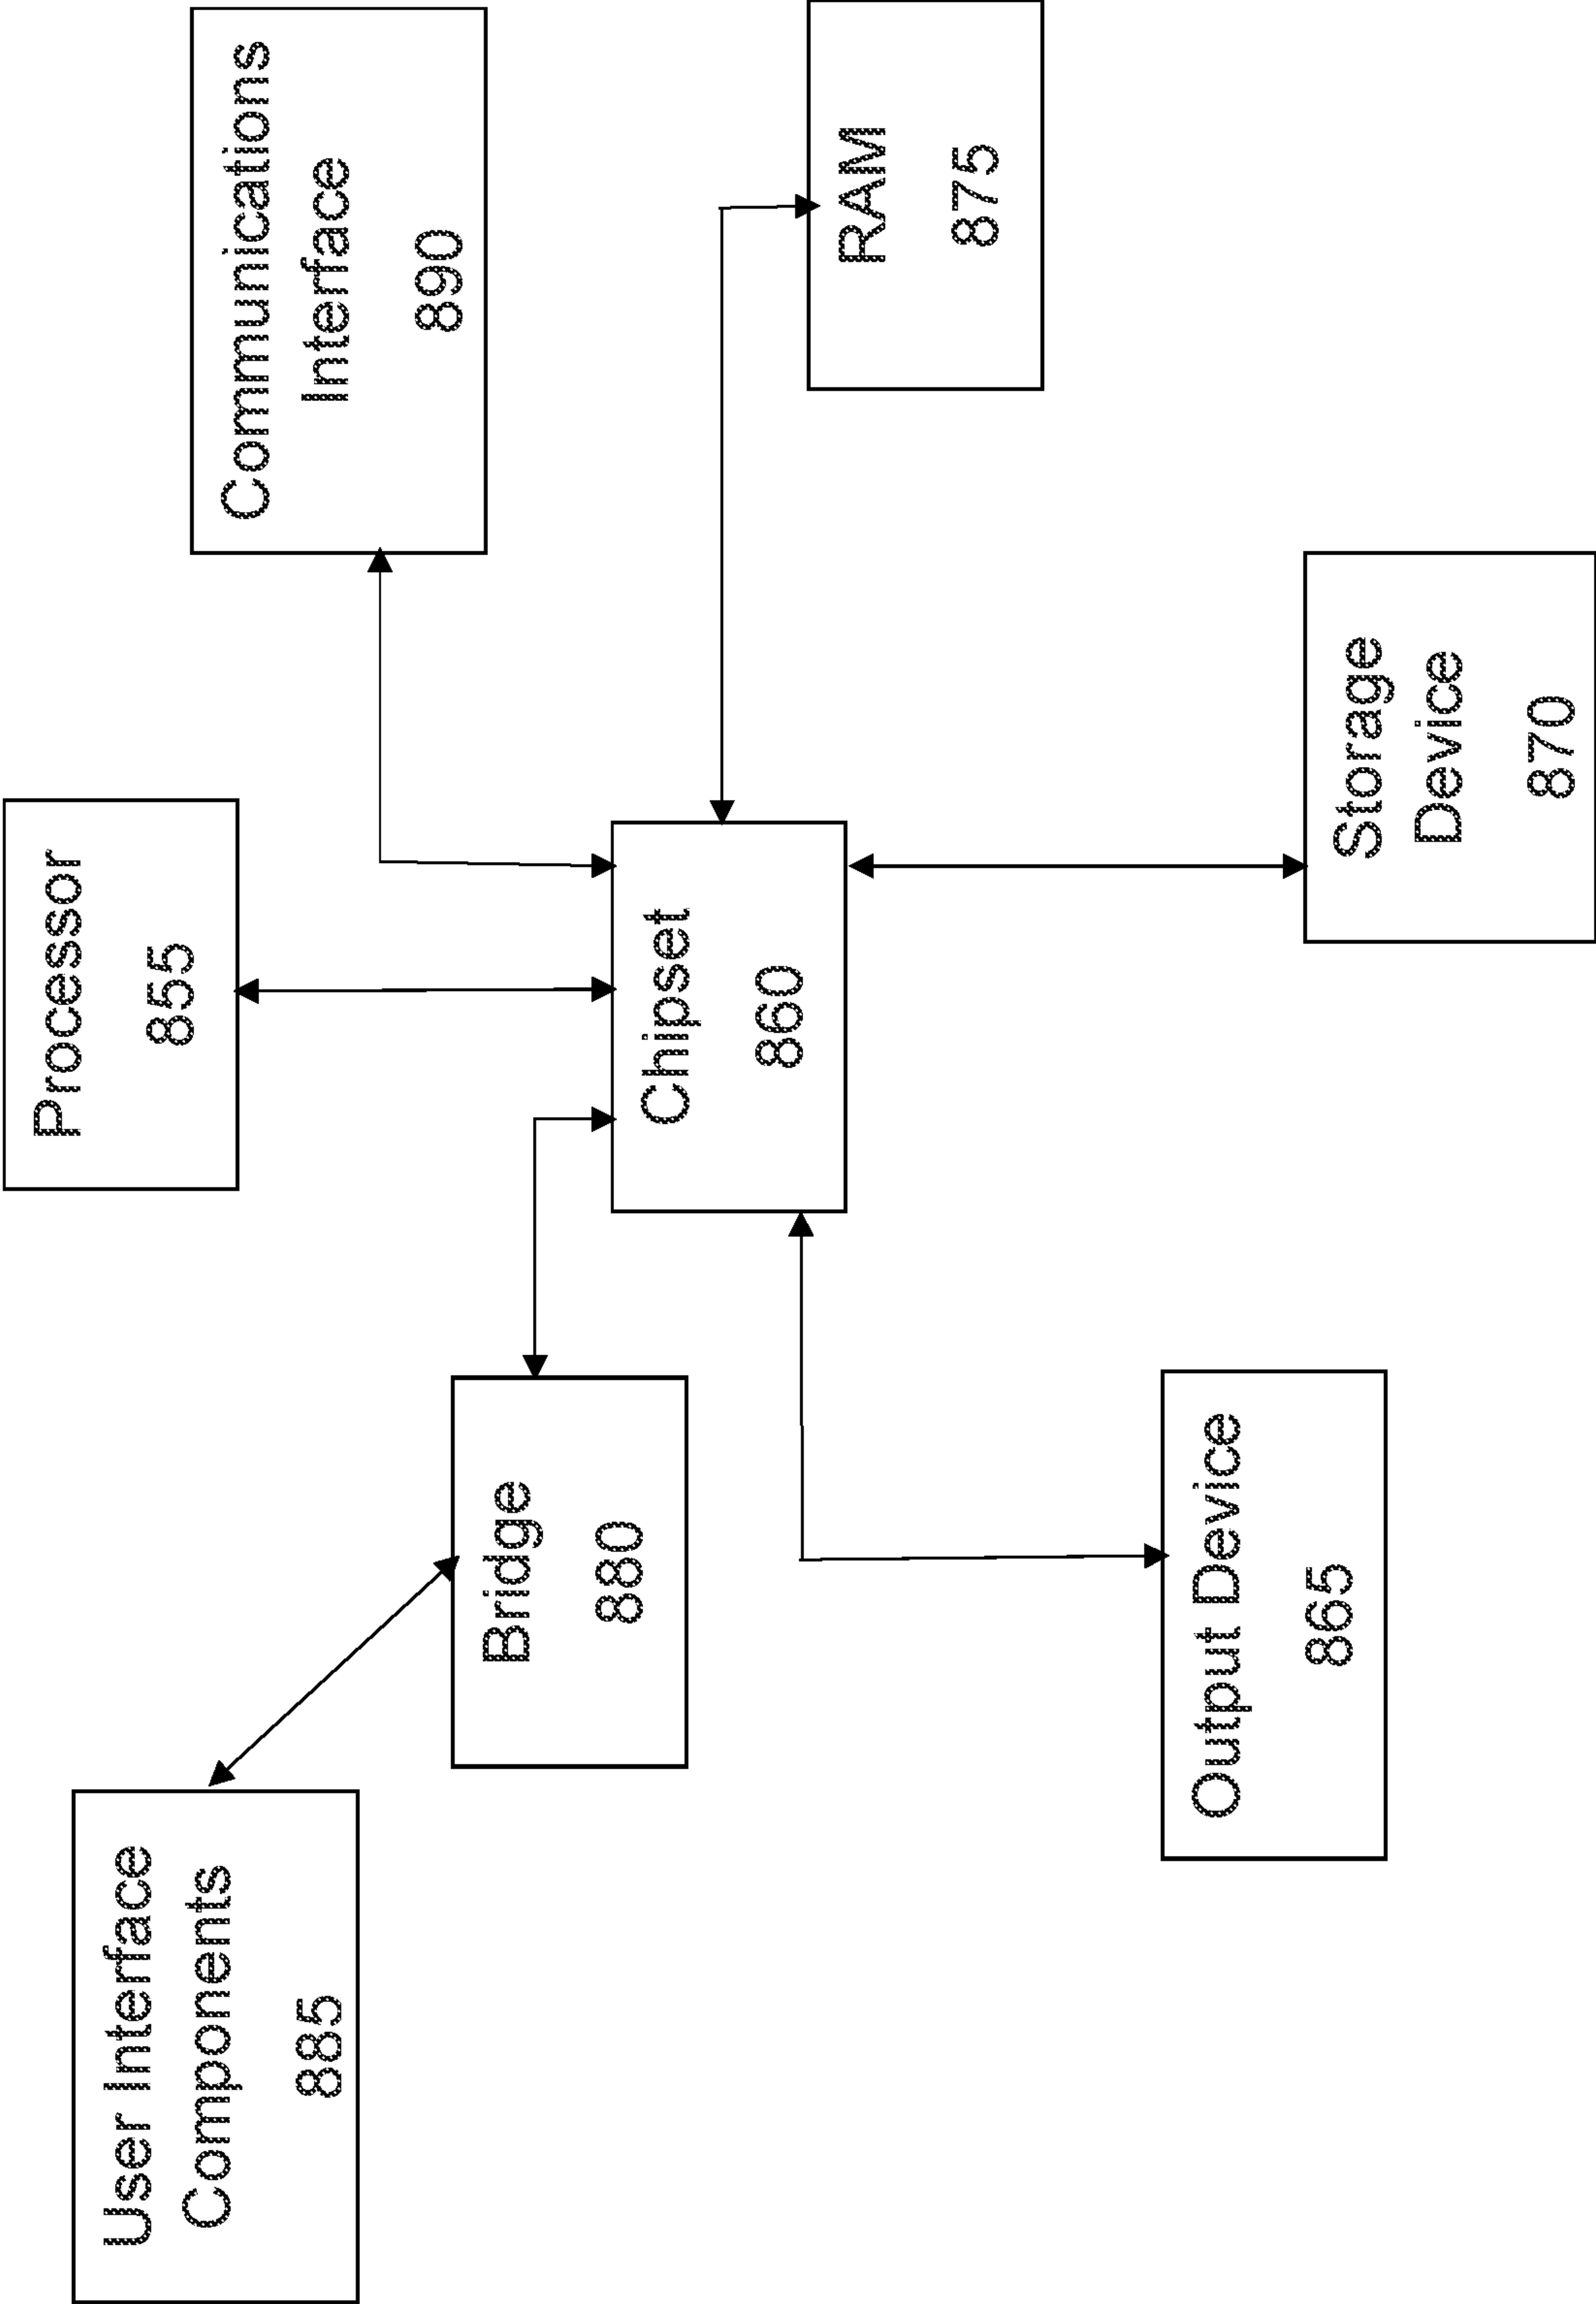 User Interface
Components
885
Processor
855
Communications
Interface
890
Bridge
880
Chipset
860
RAM
875
Output Device
865
Storage
Device
870